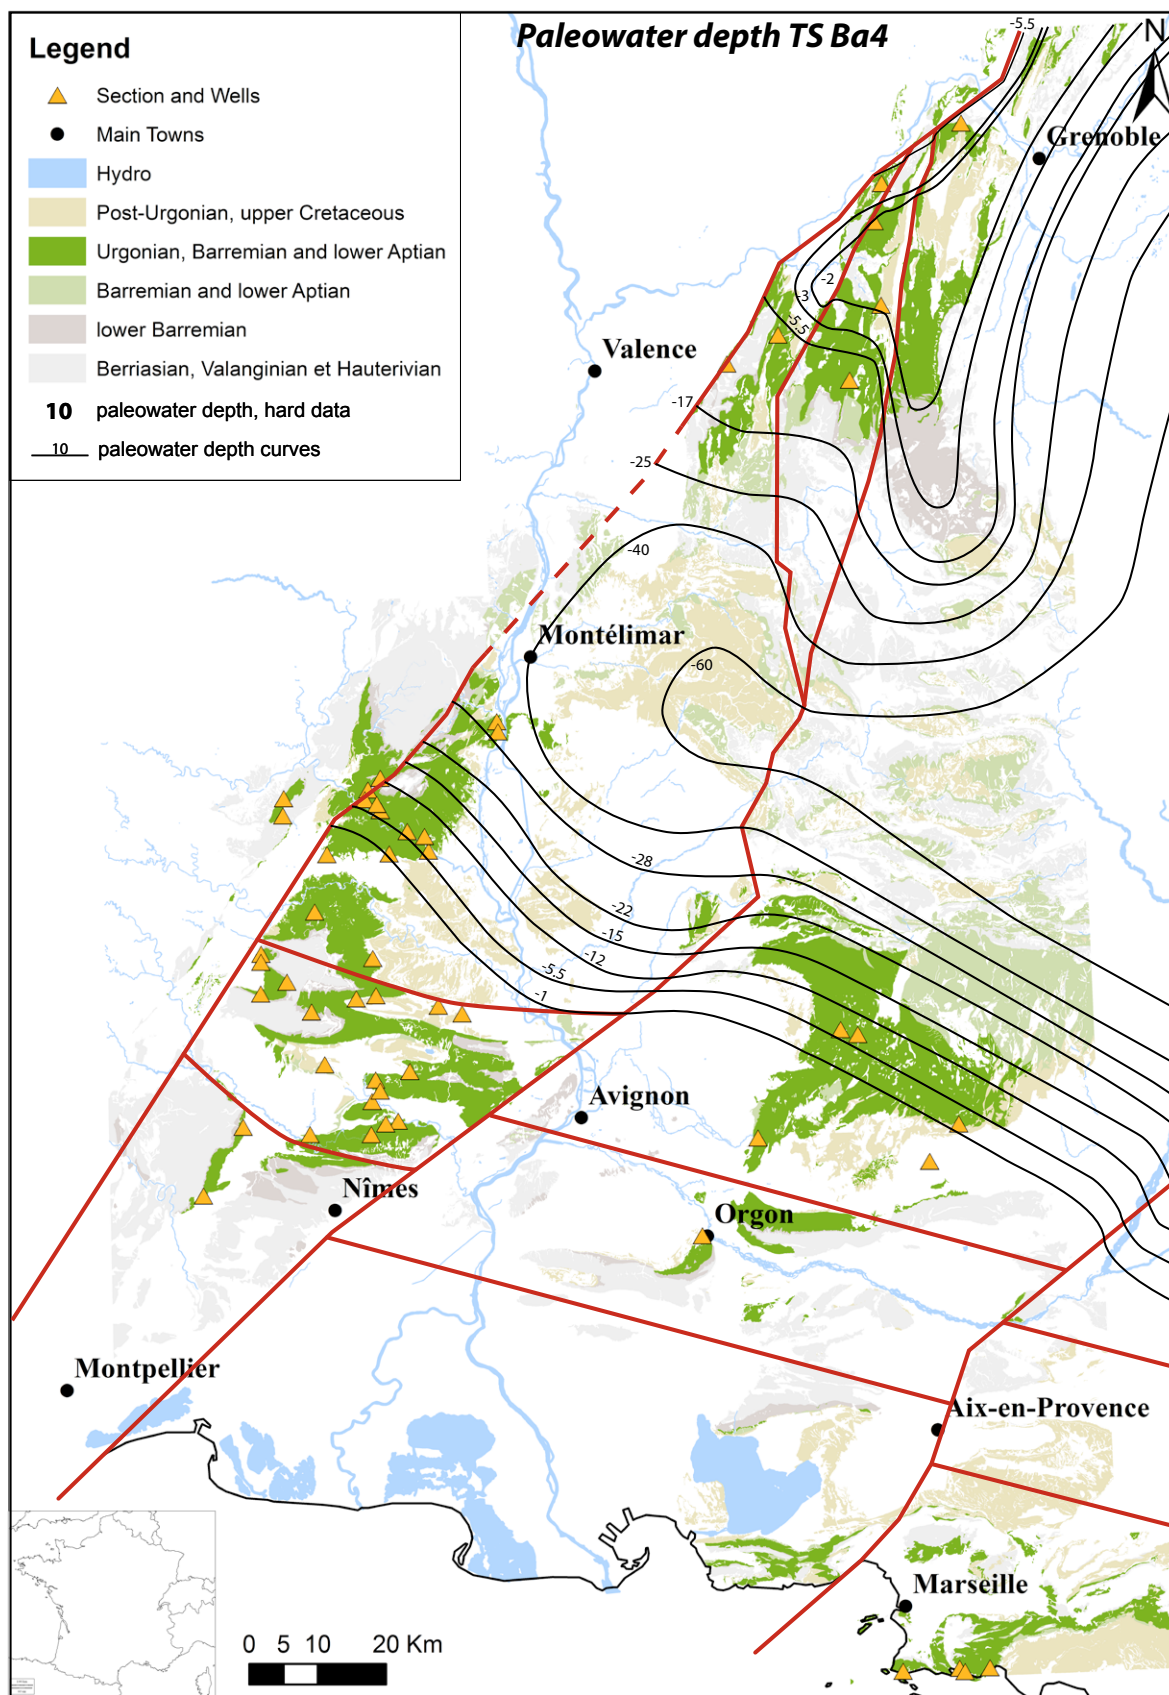 Paleowater depth TS Ba4
Legend
Section and Wells
Main Towns
Hydro
Post-Urgonian, upper Cretaceous
Urgonian, Barremian and lower Aptian
Barremian and lower Aptian
lower Barremian
Berriasian, Valanginian et Hauterivian
10 paleowater depth, hard data
10 paleowater depth curves
-5.5
N
Grenoble
-2
-3
-5.5
Valence
-17
-25
-40
Montélimar
-60
-28
-22
-15
-12
-5.5
-1
Avignon
Nîmes
Orgon
Montpellier
Aix-en-Provence
Marseille
0 5 10 20 Km